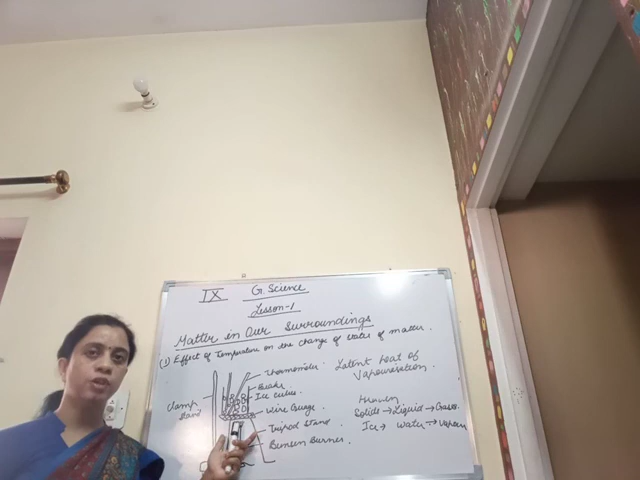 IX G. Science
Lesson-1
Matter in Our Surroundings
(1) Effect of Temperature on the change of state of matter.
Thermometer
Latent heat of
Vapourisation.
Beaker
Ice cubes
Clamp
Stand
Wire Guage
Solids → Liquid → Gases
Tripod Stand
Ice → Water → Vapour
Bunsen Burner